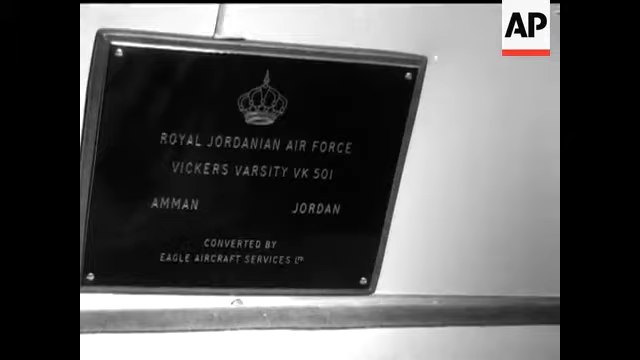 AP
ROYAL JORDANIAN AIR FORCE
VICKERS VARSITY VK 501
AMMAN JORDAN
CONVERTED BY
EAGLE AIRCRAFT SERVICES LTD